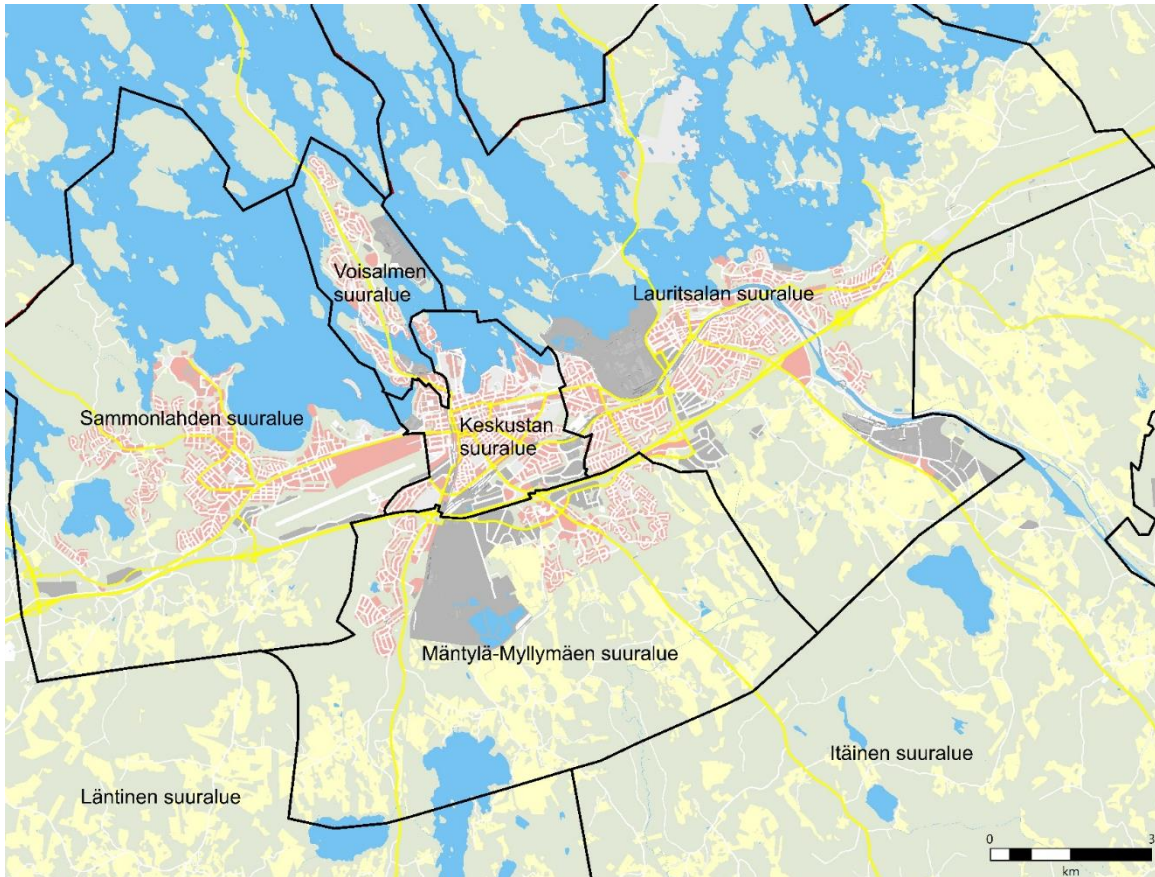 Voisalmen
suuralue
Lauritsalan suuralue
Sammonlahden suuralue
Keskustan
suuralue
Mäntylä-Myllymäen suuralue
Itäinen suuralue
Läntinen suuralue
0 3
km